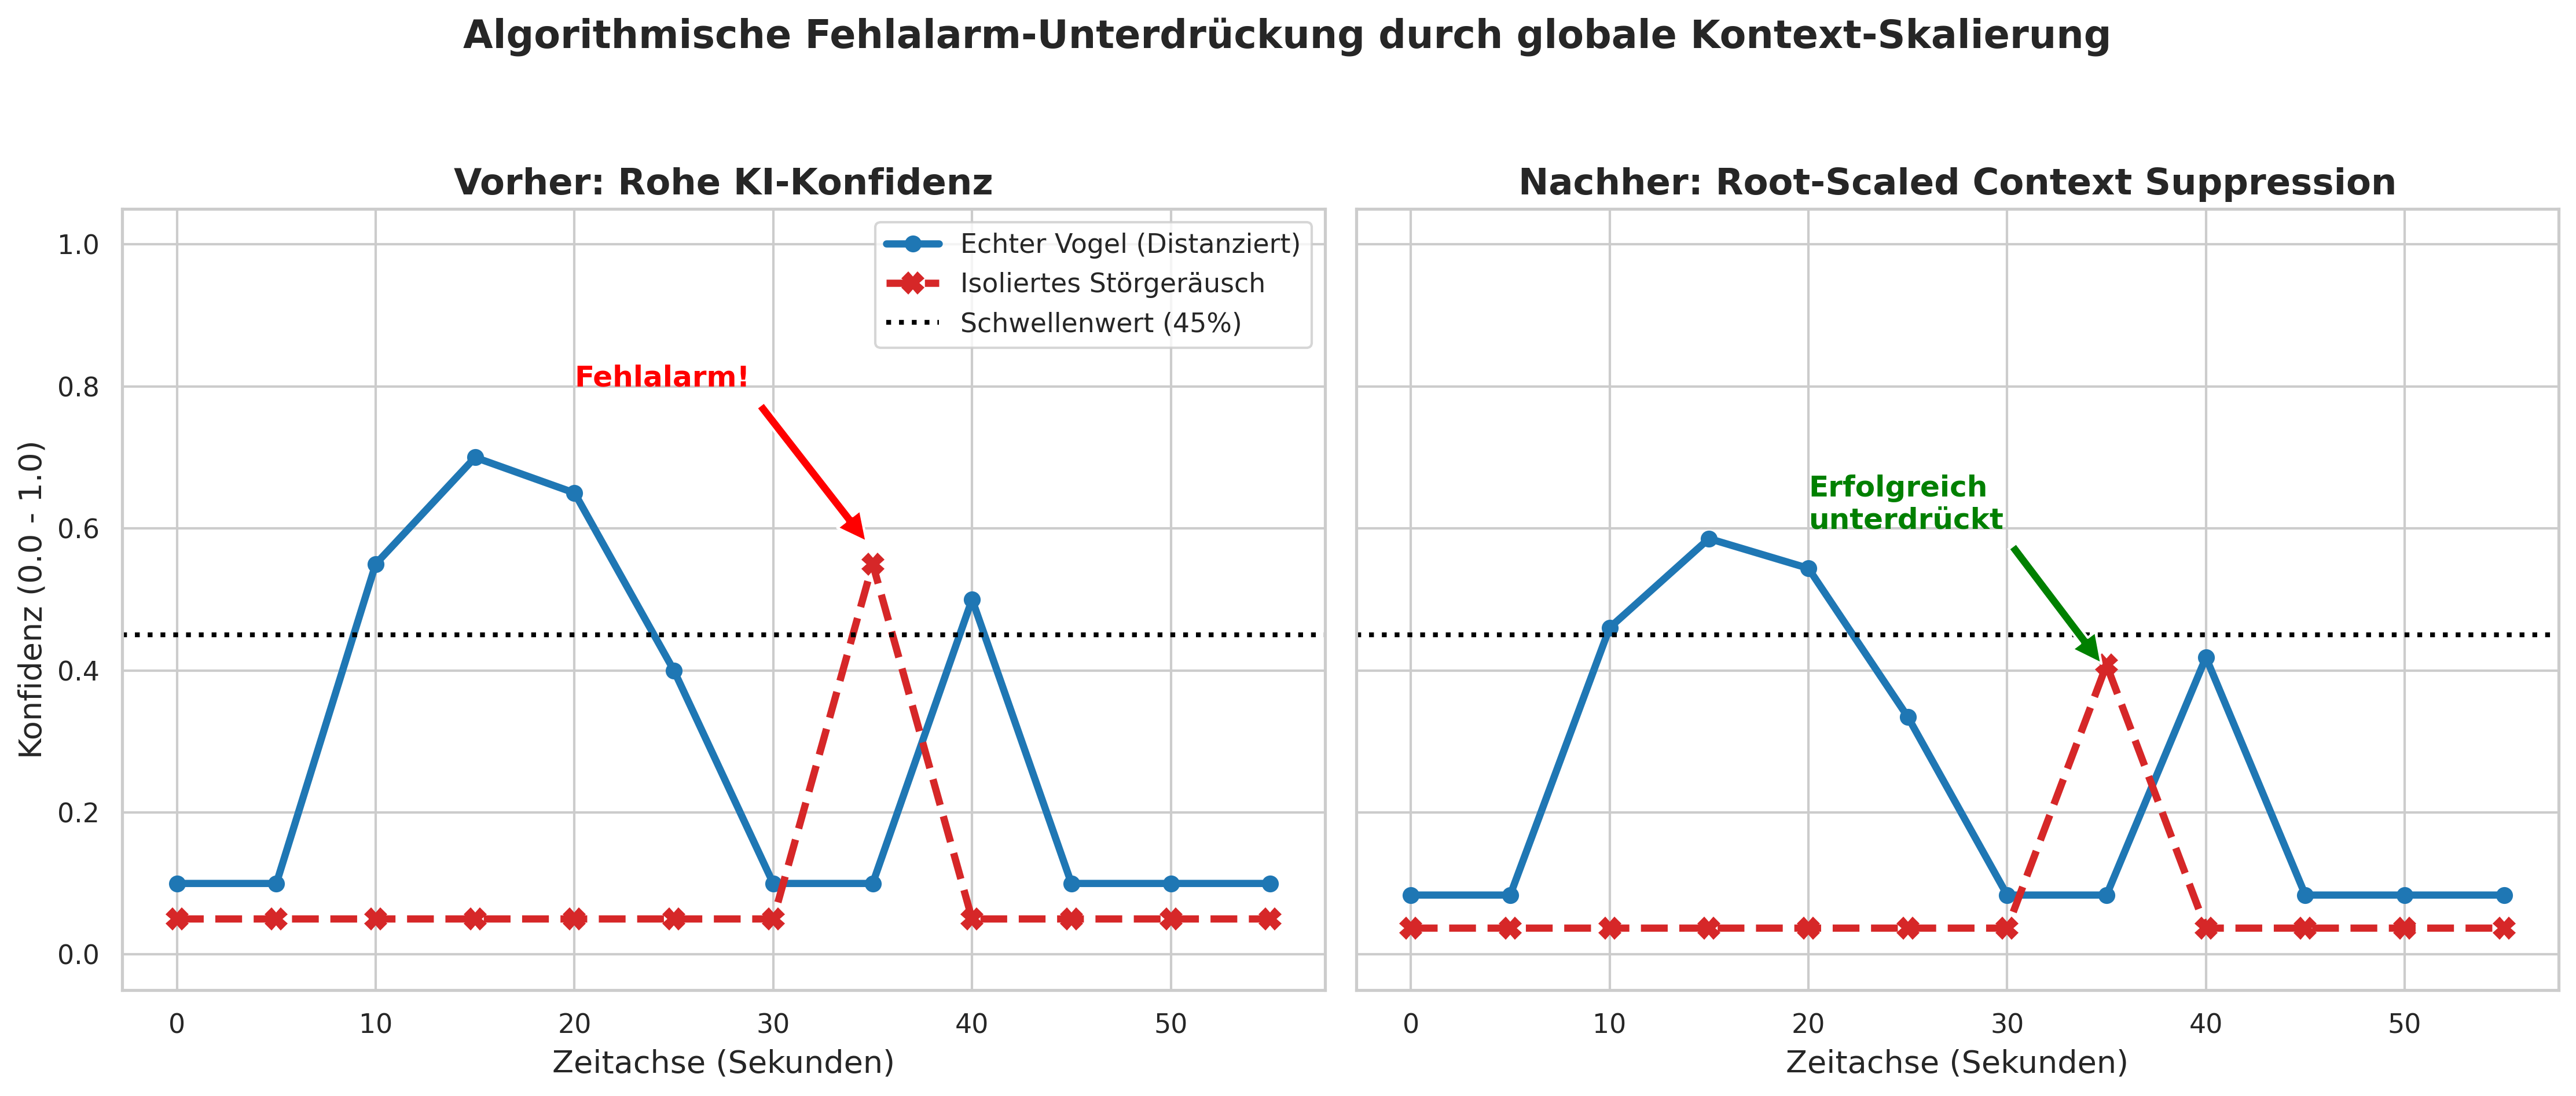 Algorithmische Fehlalarm-Unterdrückung durch globale Kontext-Skalierung
Vorher: Rohe KI-Konfidenz
Konfidenz (0.0 - 1.0)
1.0
0.8
0.6
0.4
0.2
0.0
Echter Vogel (Distanziert)
Isoliertes Störgeräusch
Schwellenwert (45%)
Fehlalarm!
0 10 20 30 40 50
Zeitachse (Sekunden)
Nachher: Root-Scaled Context Suppression
Erfolgreich
unterdrückt
0 10 20 30 40 50
Zeitachse (Sekunden)